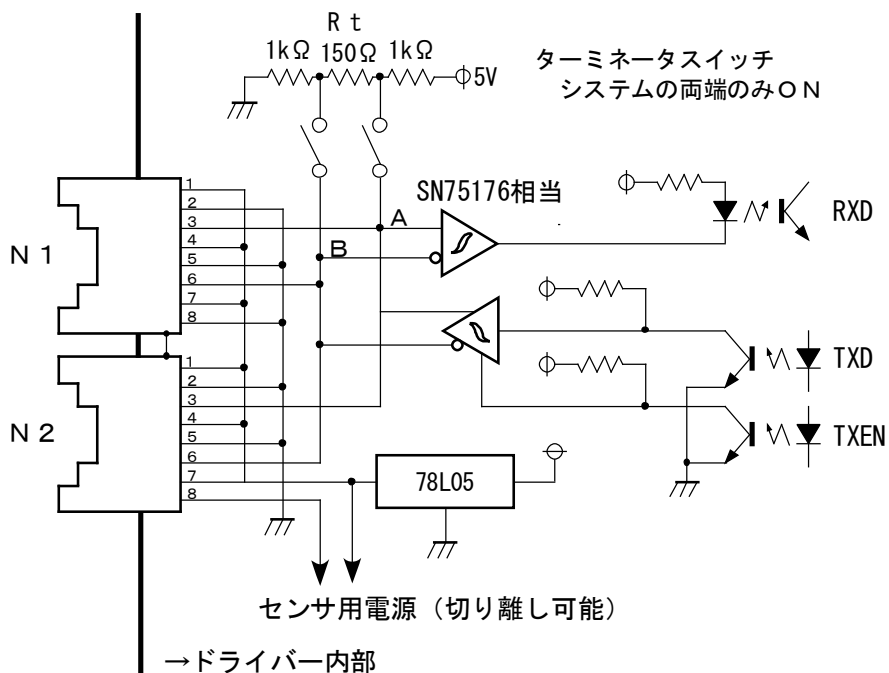 Ｒｔ
1kΩ 150Ω 1kΩ
5V
ターミネータスイッチ
システムの両端のみＯＮ
SN75176相当
RXD
Ｎ１
1
2
3
4
5
6
7
8
A
B
TXD
TXEN
Ｎ２
1
2
3
4
5
6
7
8
78L05
センサ用電源（切り離し可能）
→ドライバー内部